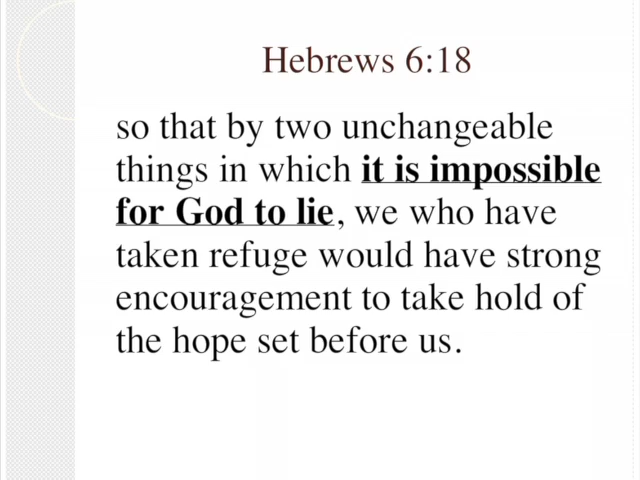 Hebrews 6:18
so that by two unchangeable
things in which it is impossible
for God to lie, we who have
taken refuge would have strong
encouragement to take hold of
the hope set before us.